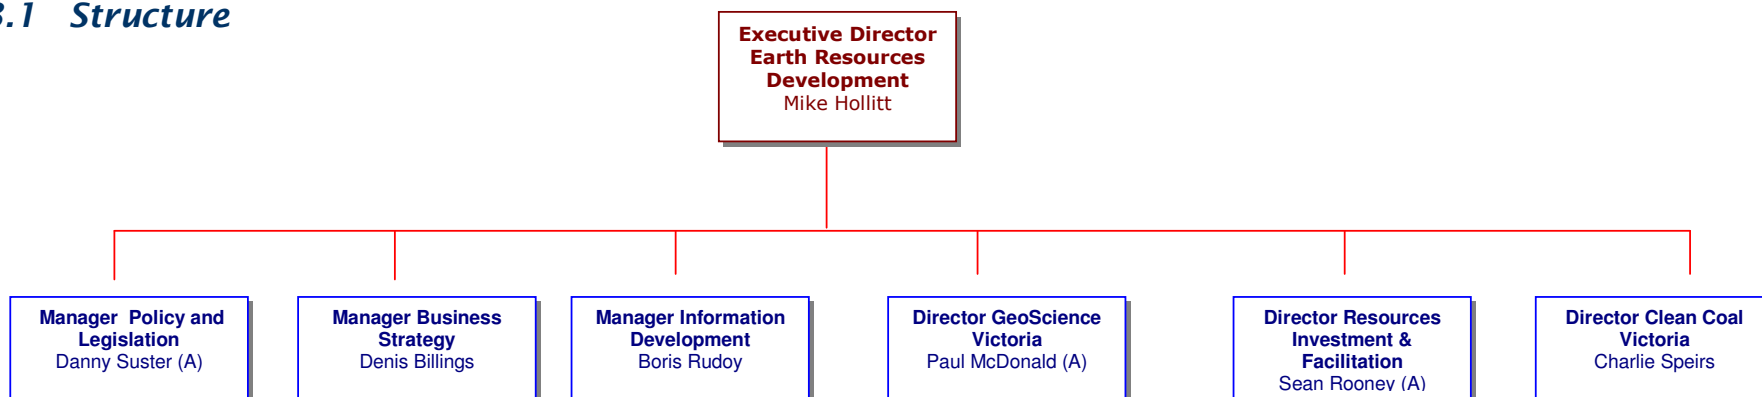 3.1 Structure
Executive Director
Earth Resources
Development
Mike Hollitt
Manager Policy and
Legislation
Danny Suster (A)
Manager Business
Strategy
Denis Billings
Manager Information
Development
Boris Rudoy
Director GeoScience
Victoria
Paul McDonald (A)
Director Resources
Investment &
Facilitation
Sean Rooney (A)
Director Clean Coal
Victoria
Charlie Speirs